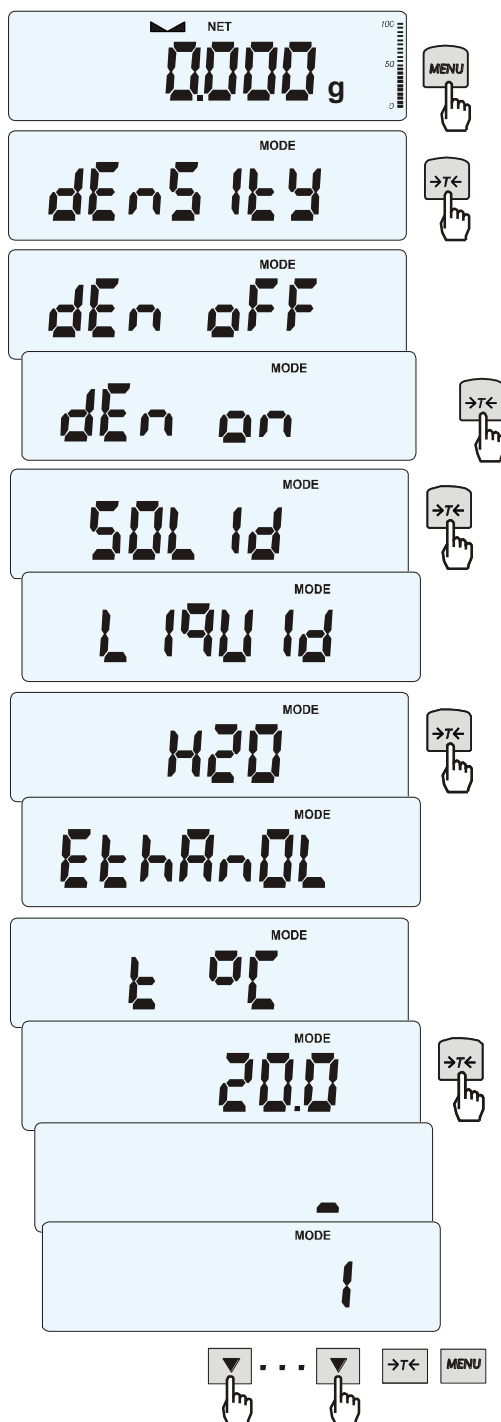 NET
100
0.000 g
50
0
MENU
MODE
dEnSItY
→T←
MODE
dEn oFF
MODE
dEn on
→T←
MODE
SOLId
→T←
MODE
LIqUId
MODE
H2O
→T←
MODE
EthAnOL
MODE
t °C
MODE
20.0
→T←
MODE
1
▼ . . . ▼ →T← MENU